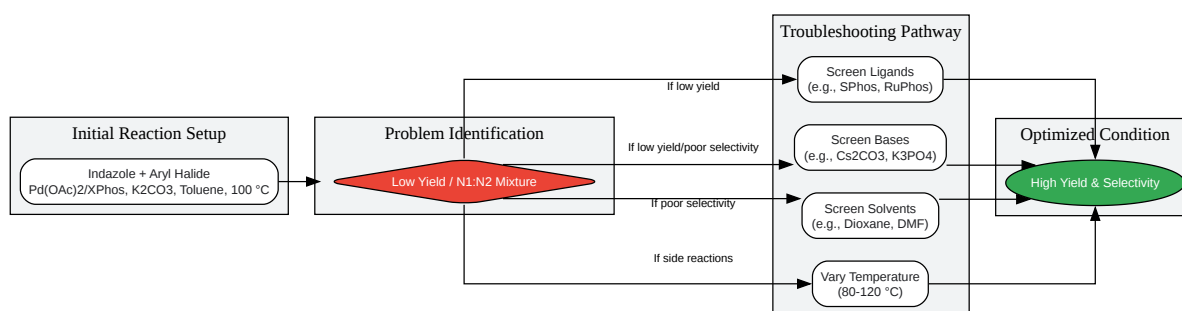 Initial Reaction Setup
Indazole + Aryl Halide
Pd(OAc)2/XPhos, K2CO3, Toluene, 100 °C
Problem Identification
Low Yield / N1:N2 Mixture
If low yield
If low yield/poor selectivity
If poor selectivity
If side reactions
Troubleshooting Pathway
Screen Ligands
(e.g., SPhos, RuPhos)
Screen Bases
(e.g., Cs2CO3, K3PO4)
Screen Solvents
(e.g., Dioxane, DMF)
Vary Temperature
(80-120 °C)
Optimized Condition
High Yield & Selectivity